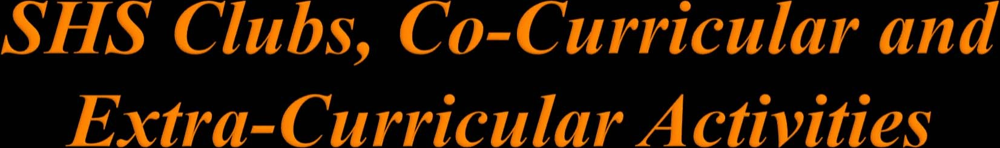 SHS Clubs, Co-Curricular and
Extra-Curricular Activities